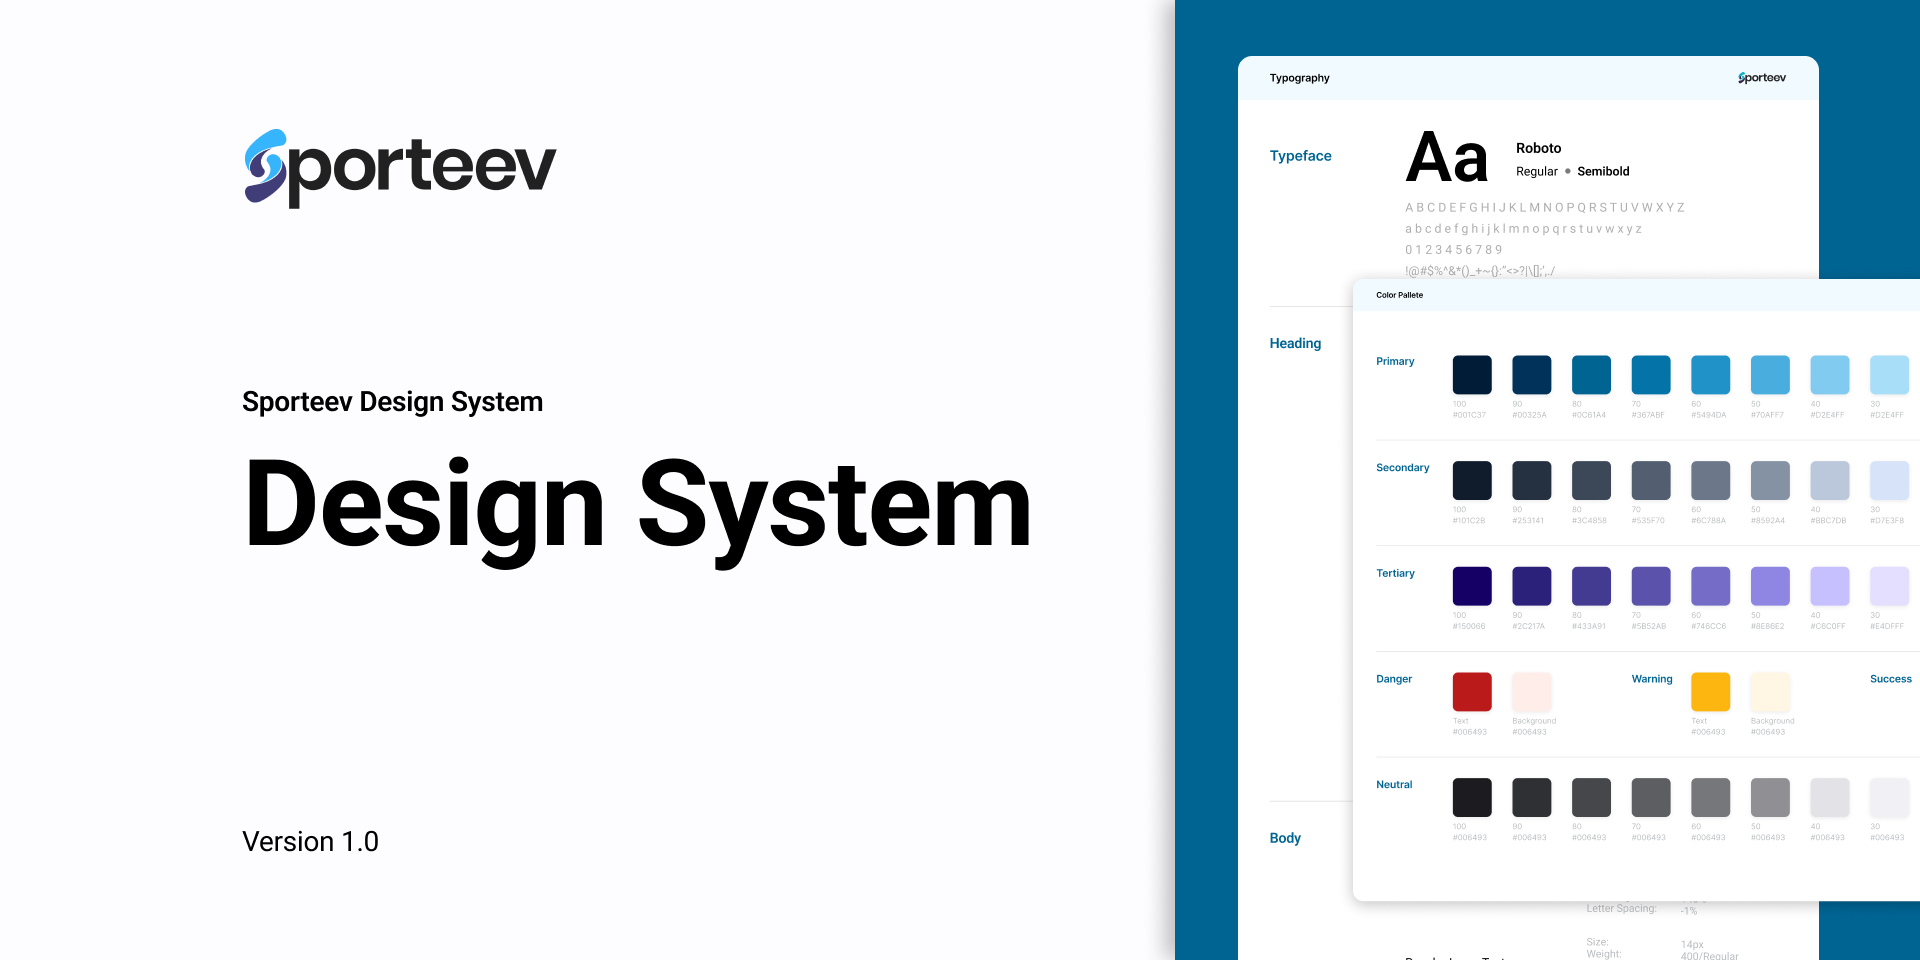 Sporteev
Sporteev Design System
Design System
Version 1.0
Typography
Sporteev
Typeface
Aa
Roboto
Regular • Semibold
A B C D E F G H I J K L M N O P Q R S T U V W X Y Z
a b c d e f g h i j k l m n o p q r s t u v w x y z
0 1 2 3 4 5 6 7 8 9
!@#$%^&*()_+~{}:"<>?|\[];',./
Heading
Body
Color Pallete
Primary
100 90 80 70 60 50 40 30
#001C37 #00325A #0C61A4 #367ABF #5494DA #70AFF7 #D2E4FF #D2E4FF
Secondary
100 90 80 70 60 50 40 30
#101C2B #253141 #3C4858 #535F70 #6C788A #8592A4 #BBC7DB #D7E3F8
Tertiary
100 90 80 70 60 50 40 30
#150066 #2C217A #433A91 #5B52AB #746CC6 #8E86E2 #C6C0FF #E4DFFF
Danger
Text Background
#006493 #006493
Warning
Text Background
#006493 #006493
Success
Neutral
100 90 80 70 60 50 40 30
#006493 #006493 #006493 #006493 #006493 #006493 #006493 #006493
Letter Spacing: -1%
Size: 14px
Weight: 400/Regular